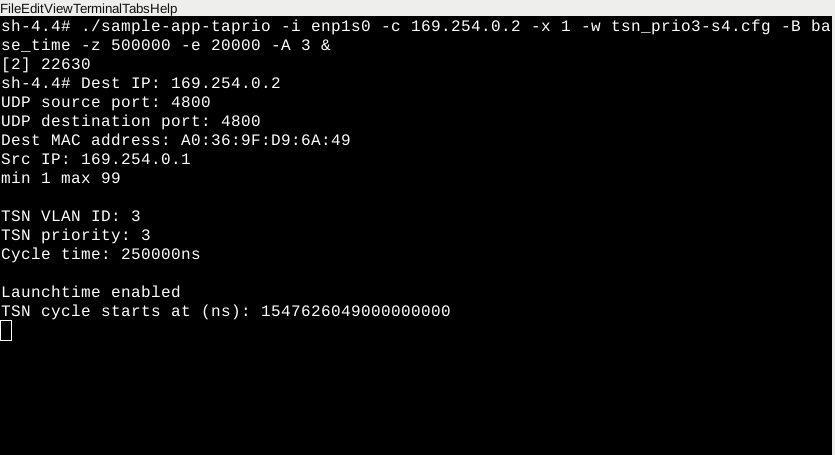 FileEditViewTerminalTabsHelp
sh-4.4# ./sample-app-taprio -i enp1s0 -c 169.254.0.2 -x 1 -w tsn_prio3-s4.cfg -B ba
se_time -z 500000 -e 20000 -A 3 &
[2] 22630
sh-4.4# Dest IP: 169.254.0.2
UDP source port: 4800
UDP destination port: 4800
Dest MAC address: A0:36:9F:D9:6A:49
Src IP: 169.254.0.1
min 1 max 99
TSN VLAN ID: 3
TSN priority: 3
Cycle time: 250000ns
Launchtime enabled
TSN cycle starts at (ns): 1547626049000000000